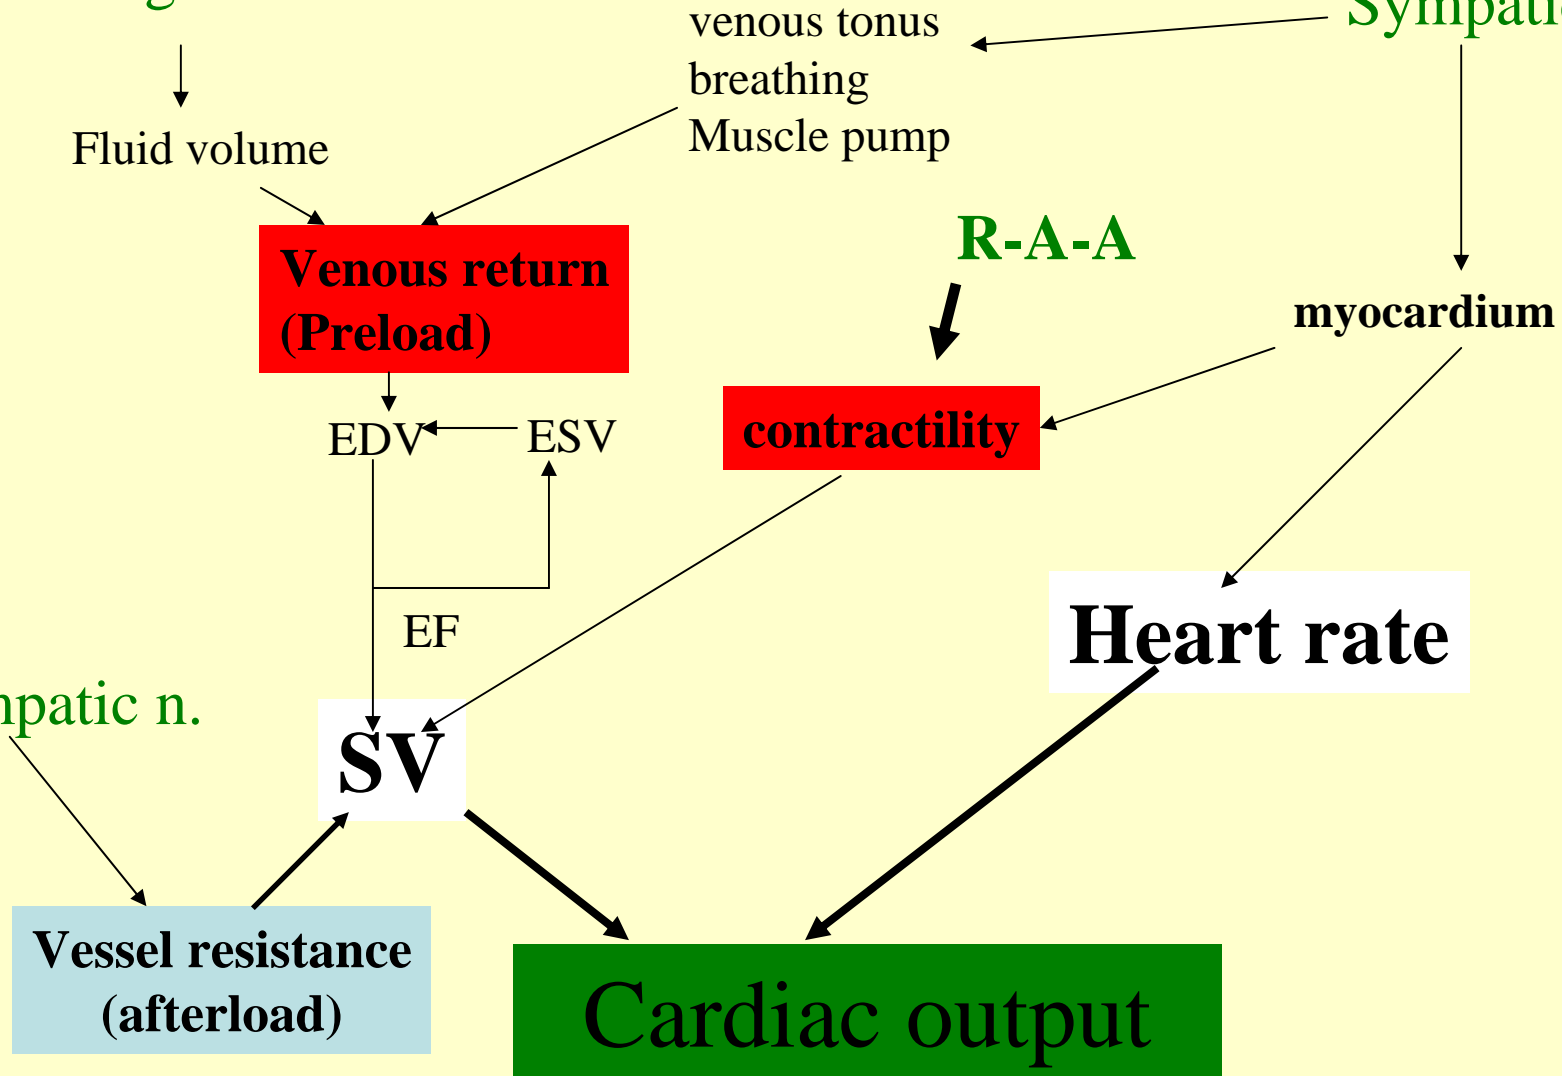 venous tonus
breathing
Muscle pump
Fluid volume
R-A-A
Venous return
(Preload)
myocardium
EDV
ESV
contractility
EF
Heart rate
n.
SV
Vessel resistance
(afterload)
Cardiac output